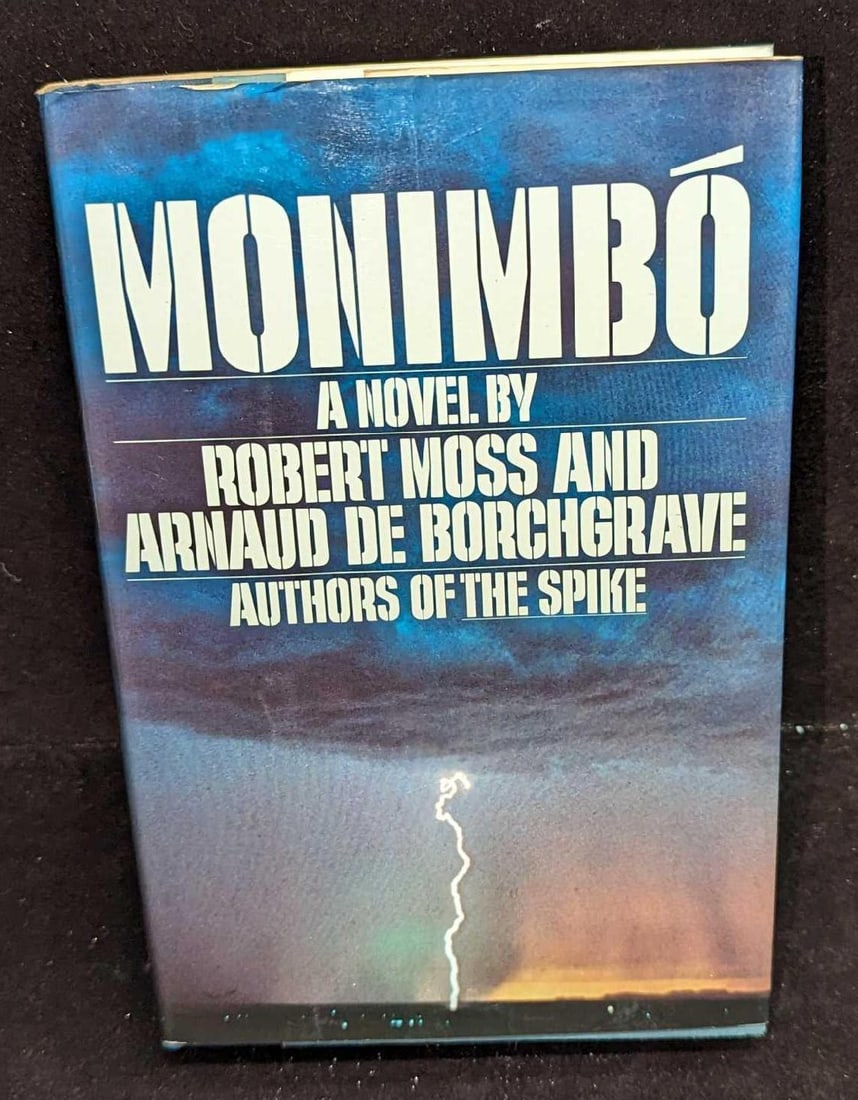 MONIMBÓ
A NOVEL BY
ROBERT MOSS AND
ARNAUD DE BORCHGRAVE
AUTHORS OF THE SPIKE